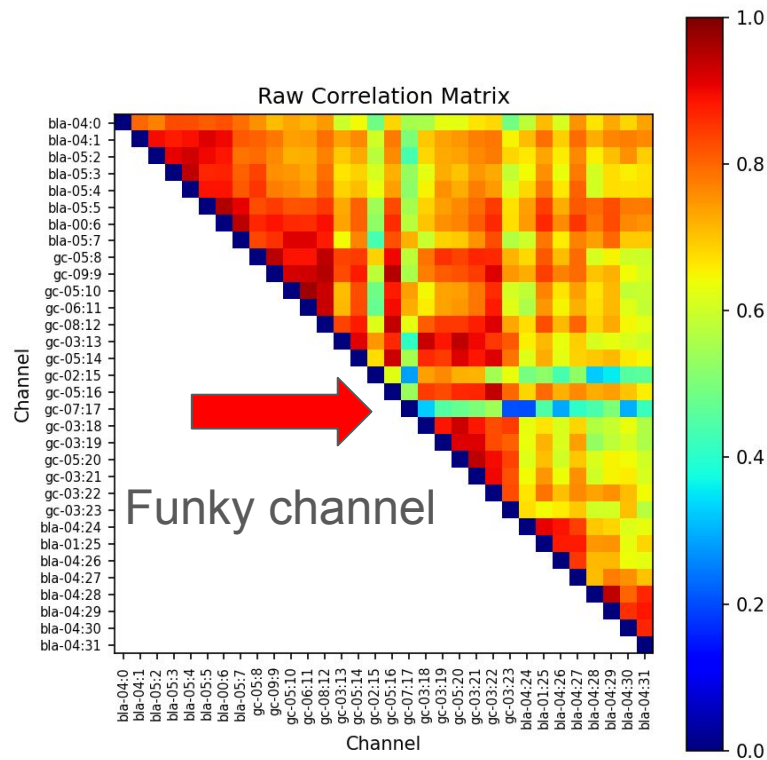 Raw Correlation Matrix
1.0
0.8
0.6
0.4
0.2
0.0
Channel
bla-04:0
bla-04:1
bla-05:2
bla-05:3
bla-05:4
bla-05:5
bla-00:6
bla-05:7
gc-05:8
gc-09:9
gc-05:10
gc-06:11
gc-08:12
gc-03:13
gc-05:14
gc-02:15
gc-05:16
gc-07:17
gc-03:18
gc-03:19
gc-05:20
gc-03:21
gc-03:22
gc-03:23
bla-04:24
bla-01:25
bla-04:26
bla-04:27
bla-04:28
bla-04:29
bla-04:30
bla-04:31
Funky channel
bla-04:0
bla-04:1
bla-05:2
bla-05:3
bla-05:4
bla-05:5
bla-00:6
bla-05:7
gc-05:8
gc-09:9
gc-05:10
gc-06:11
gc-08:12
gc-03:13
gc-05:14
gc-02:15
gc-05:16
gc-07:17
gc-03:18
gc-03:19
gc-05:20
gc-03:21
gc-03:22
gc-03:23
bla-04:24
bla-01:25
bla-04:26
bla-04:27
bla-04:28
bla-04:29
bla-04:30
bla-04:31
Channel